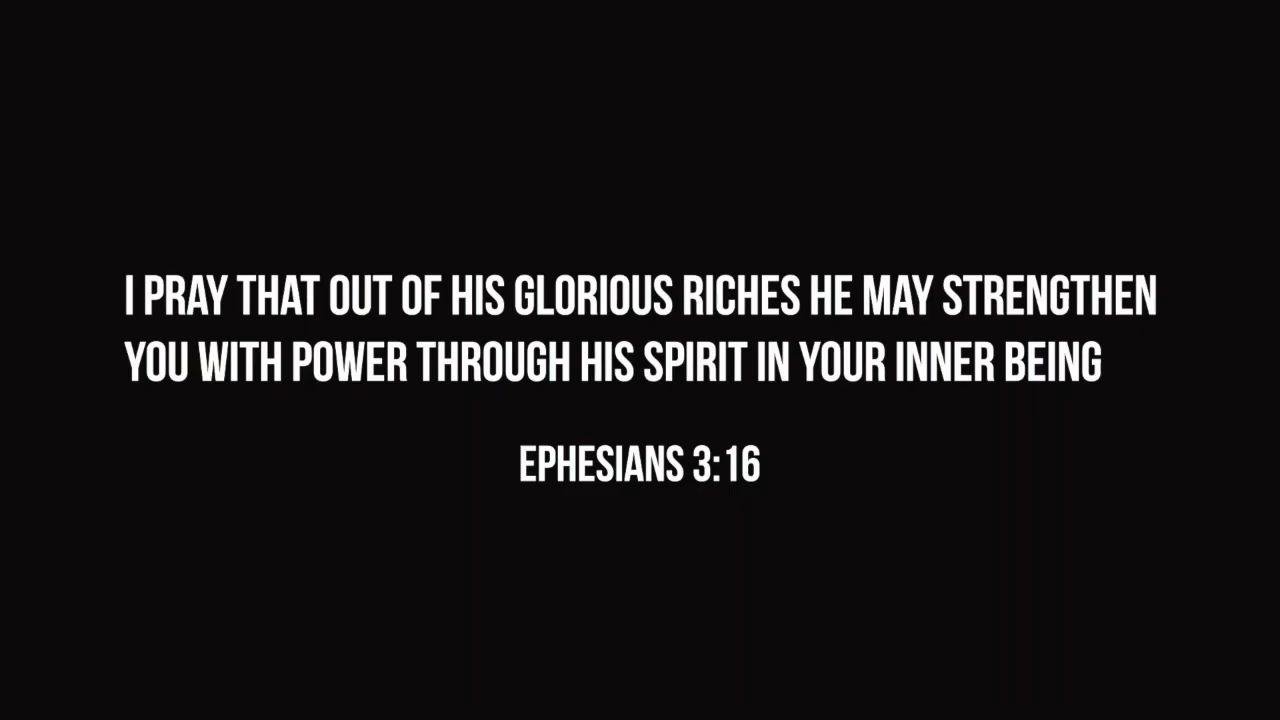 I PRAY THAT OUT OF HIS GLORIOUS RICHES HE MAY STRENGTHEN
YOU WITH POWER THROUGH HIS SPIRIT IN YOUR INNER BEING
EPHESIANS 3:16